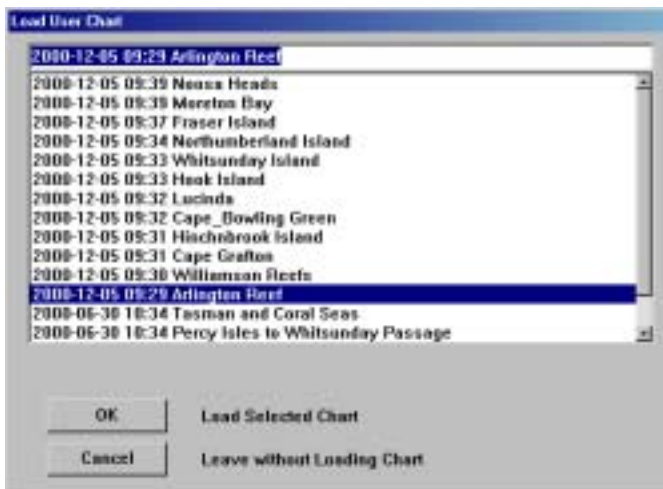 Load User Chart
2000-12-05 09:29 Arlington Reef
2000-12-05 09:39 Noosa Heads
2000-12-05 09:39 Moreton Bay
2000-12-05 09:37 Fraser Island
2000-12-05 09:34 Northumberland Island
2000-12-05 09:33 Whitsunday Island
2000-12-05 09:33 Hook Island
2000-12-05 09:32 Lucinda
2000-12-05 09:32 Cape_Bowling Green
2000-12-05 09:31 Hinchnbrook Island
2000-12-05 09:31 Cape Grafton
2000-12-05 09:30 Williamson Reefs
2000-12-05 09:29 Arlington Reef
2000-06-30 10:34 Tasman and Coral Seas
2000-06-30 10:34 Percy Isles to Whitsunday Passage
OK Load Selected Chart
Cancel Leave without Loading Chart